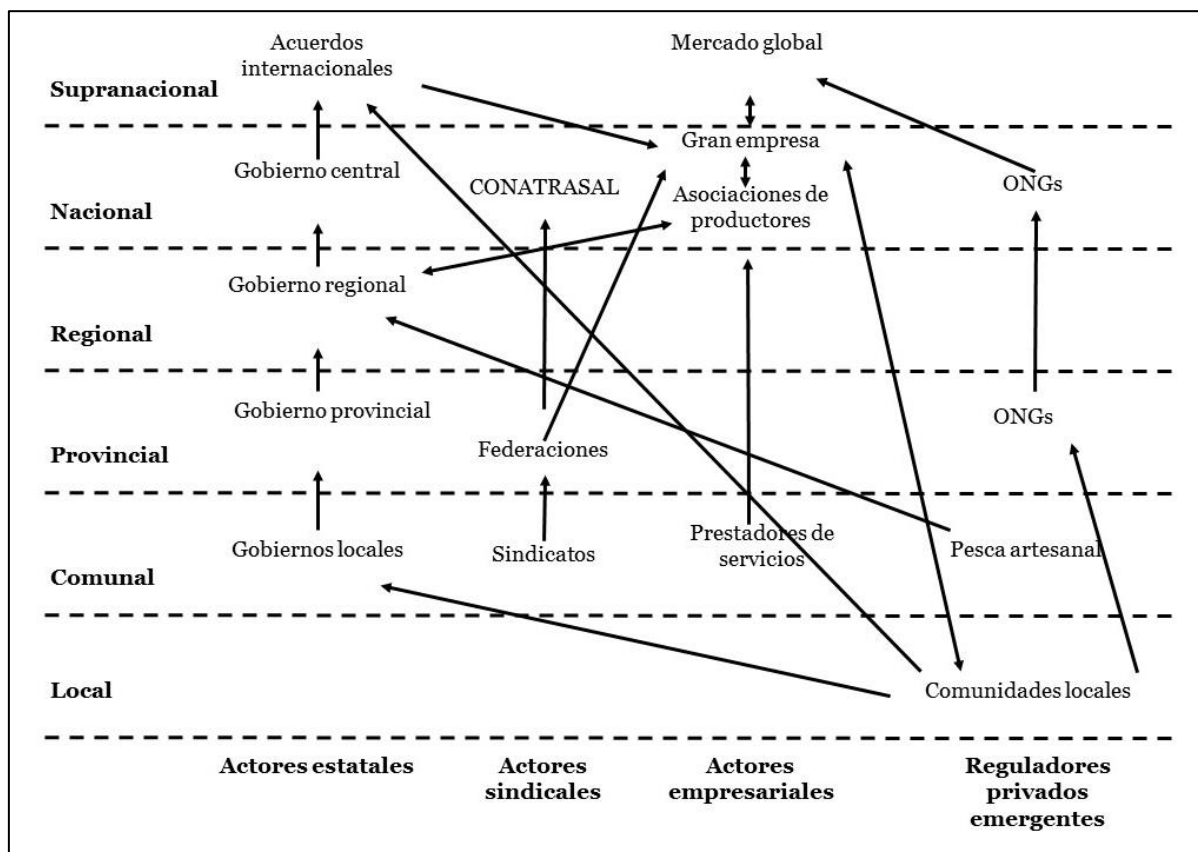 Acuerdos
internacionales
Mercado global
Supranacional
Gran empresa
Gobierno central
CONATRASAL
ONGs
Nacional
Asociaciones de
productores
Gobierno regional
Regional
Gobierno provincial
ONGs
Provincial
Federaciones
Gobiernos locales
Sindicatos
Prestadores de
servicios
Pesca artesanal
Comunal
Local
Comunidades locales
Actores estatales
Actores
sindicales
Actores
empresariales
Reguladores
privados
emergentes